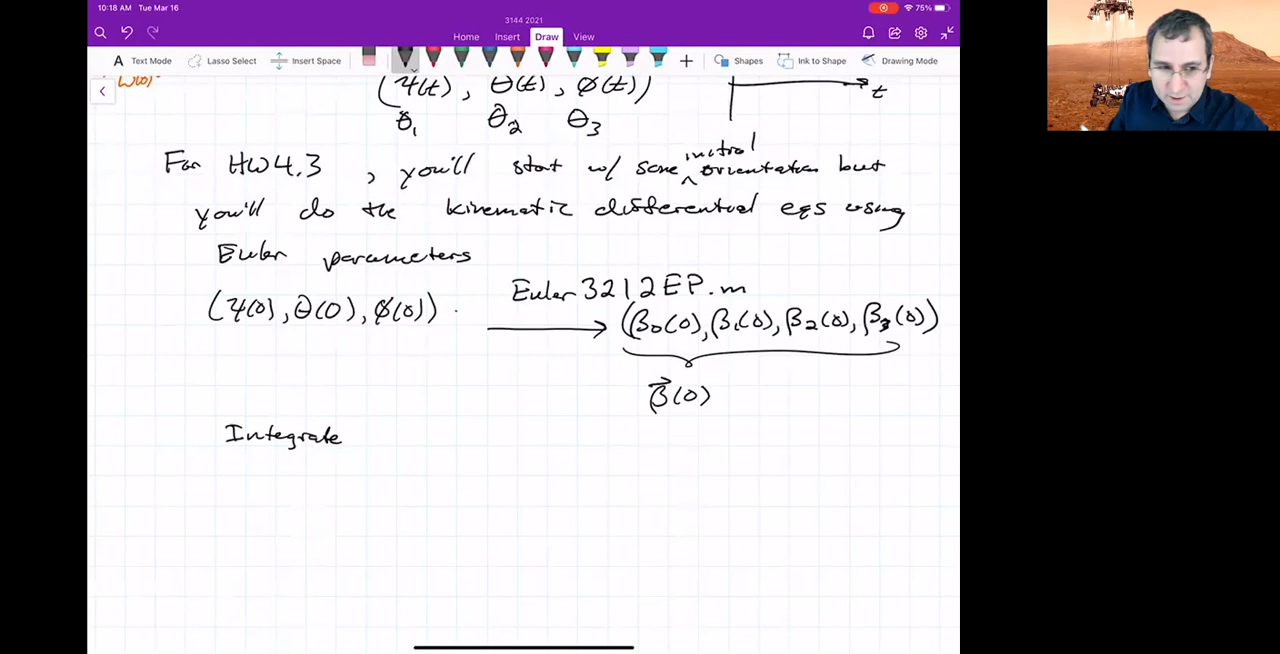 10:18 AM Tue Mar 16
75%
3144 2021
Home Insert Draw View
Text Mode Lasso Select Insert Space Shapes Ink to Shape Drawing Mode
ω(0)
(ψ(t), θ(t), φ(t))
t
θ₁ θ₂ θ₃
For HW4.3, you'll start w/ some initial orientation but
you'll do the kinematic differential eqs using
Euler parameters
Euler3212EP.m
(ψ(0), θ(0), φ(0)) → (β₀(0), β₁(0), β₂(0), β₃(0))
β⃗(0)
Integrate